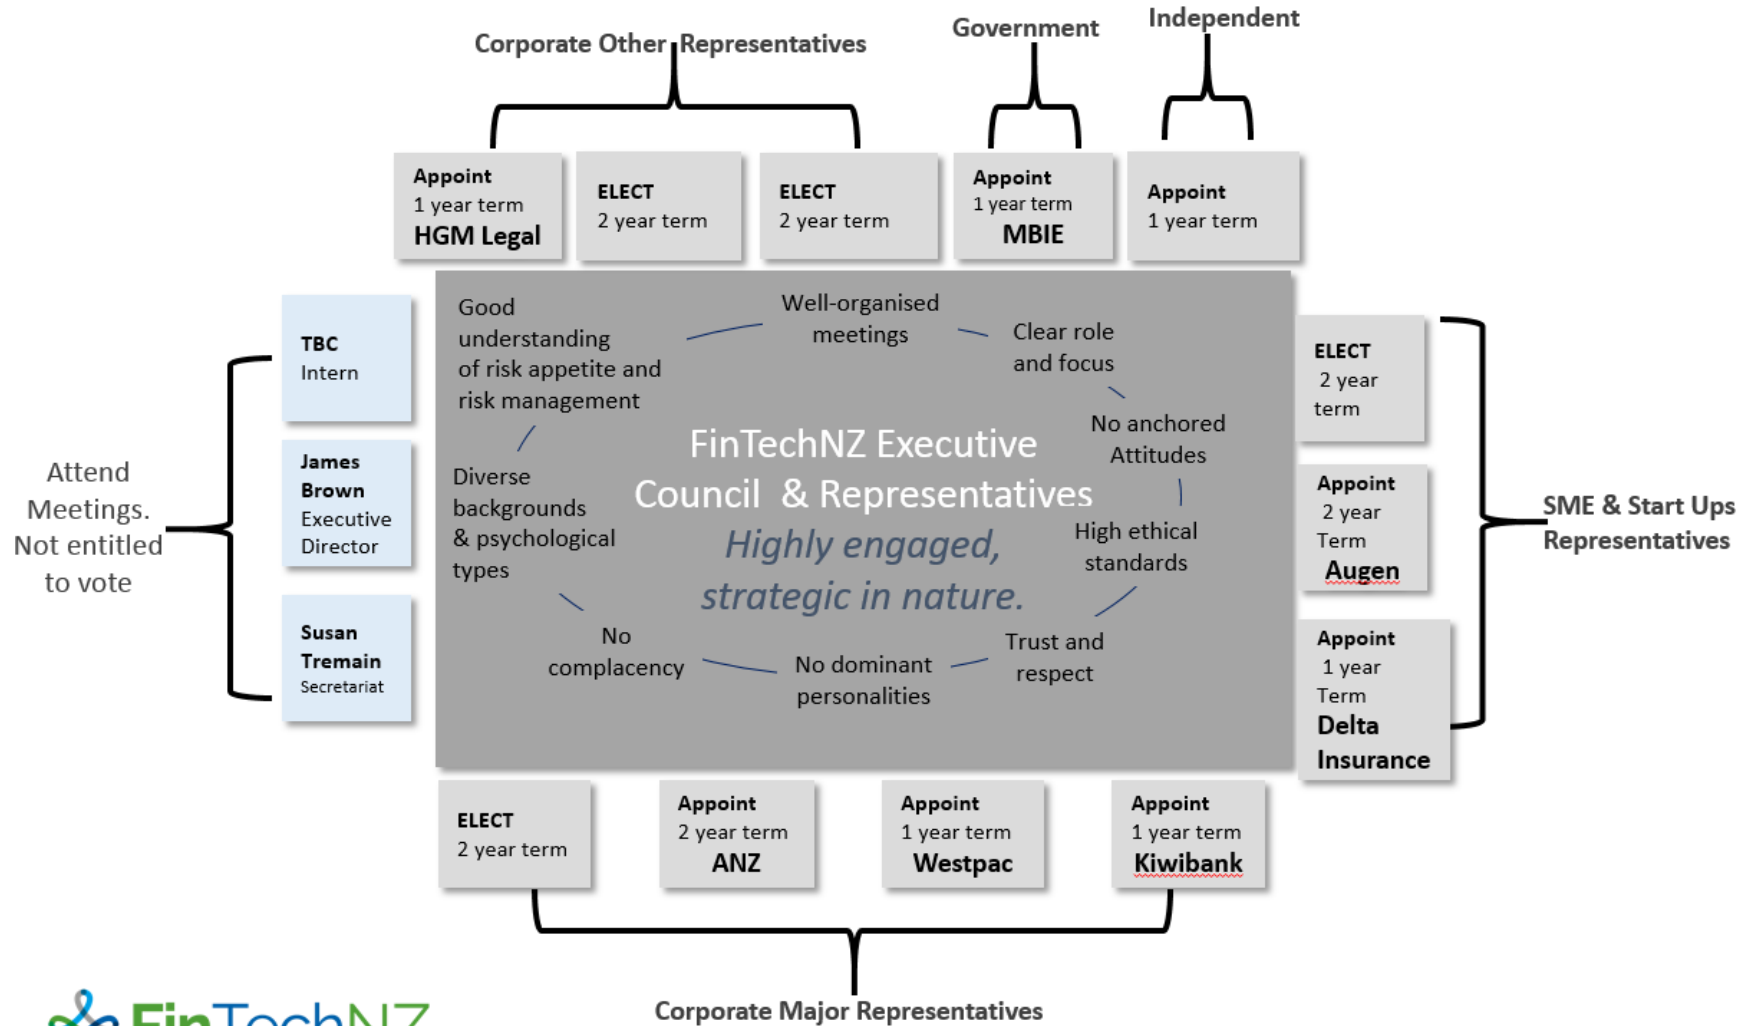 Corporate Other Representatives
Government
Independent
Appoint
1 year term
HGM Legal
ELECT
2 year term
ELECT
2 year term
Appoint
1 year term
MBIE
Appoint
1 year term
Attend
Meetings.
Not entitled
to vote
TBC
Intern
James
Brown
Executive
Director
Susan
Tremain
Secretariat
Good
understanding
of risk appetite and
risk management
Well-organised
meetings
Clear role
and focus
No anchored
Attitudes
High ethical
standards
Trust and
respect
No dominant
personalities
No
complacency
Diverse
backgrounds
& psychological
types
FinTechNZ Executive
Council & Representatives
Highly engaged,
strategic in nature.
ELECT
2 year
term
Appoint
2 year
Term
Augen
Appoint
1 year
Term
Delta
Insurance
SME & Start Ups
Representatives
ELECT
2 year term
Appoint
2 year term
ANZ
Appoint
1 year term
Westpac
Appoint
1 year term
Kiwibank
Corporate Major Representatives
FinTechNZ